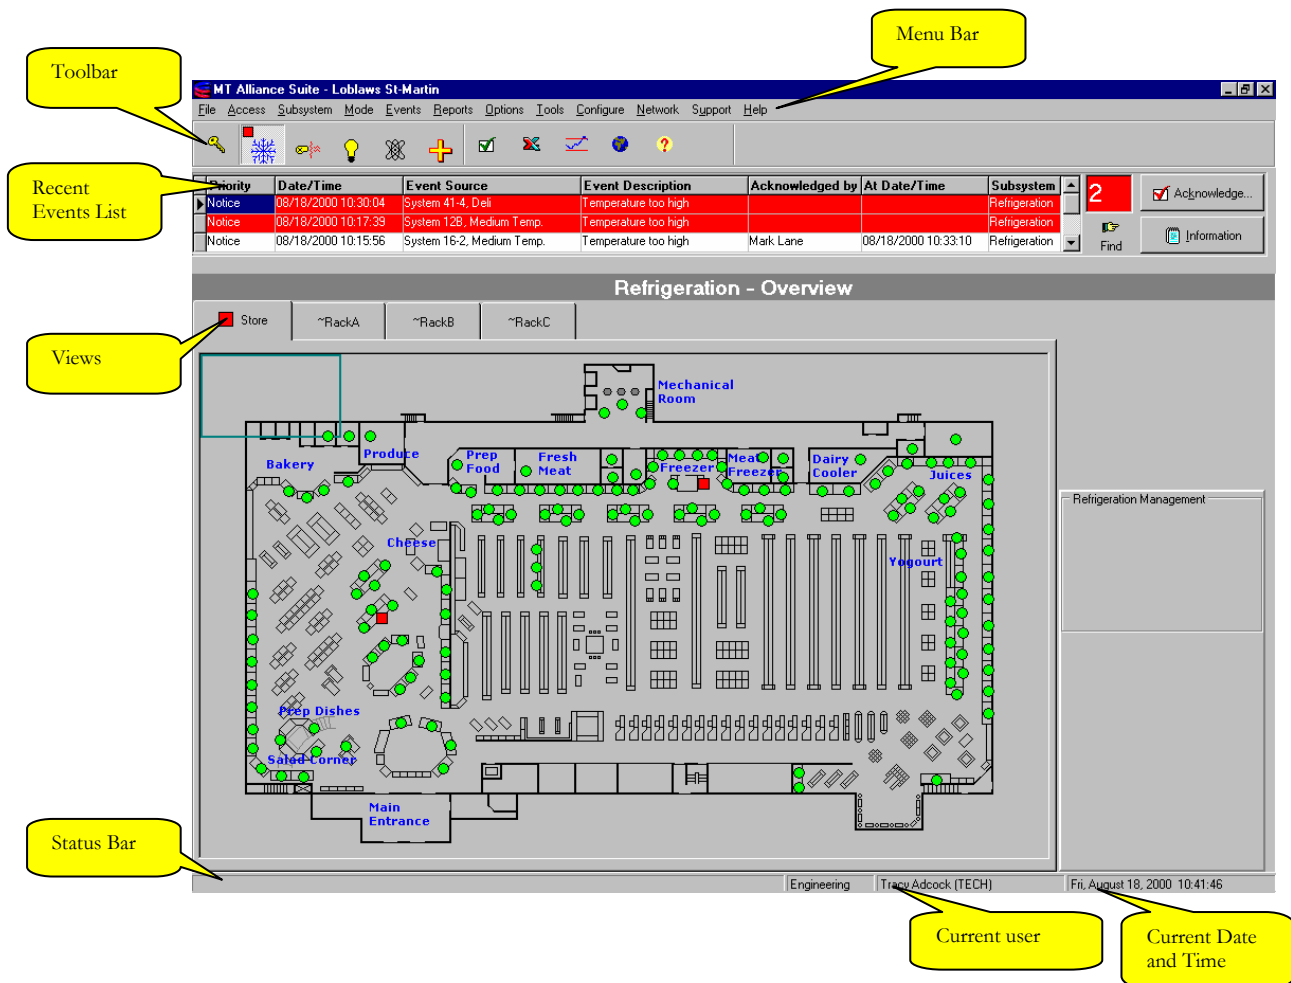 Menu Bar
Toolbar
MT Alliance Suite - Loblaws St-Martin
File Access Subsystem Mode Events Reports Options Tools Configure Network Support Help
?
Recent
Events List
Priority Date/Time Event Source Event Description Acknowledged by At Date/Time Subsystem
Notice 08/18/2000 10:30:04 System 41-4, Deli Temperature too high Refrigeration
Notice 08/18/2000 10:17:39 System 12B, Medium Temp. Temperature too high Refrigeration
Notice 08/18/2000 10:15:56 System 16-2, Medium Temp. Temperature too high Mark Lane 08/18/2000 10:33:10 Refrigeration
2
Find
Acknowledge...
Information
Refrigeration - Overview
Store ~RackA ~RackB ~RackC
Views
Mechanical
Room
Bakery
Produce
Prep
Food
Fresh
Meat
Freezer
Meat
Freezer
Dairy
Cooler
Juices
Refrigeration Management
Cheese
Yogourt
Prep Dishes
Salad Corner
Main
Entrance
Status Bar
Engineering Tracy Adcock (TECH) Fri, August 18, 2000 10:41:46
Current user
Current Date
and Time